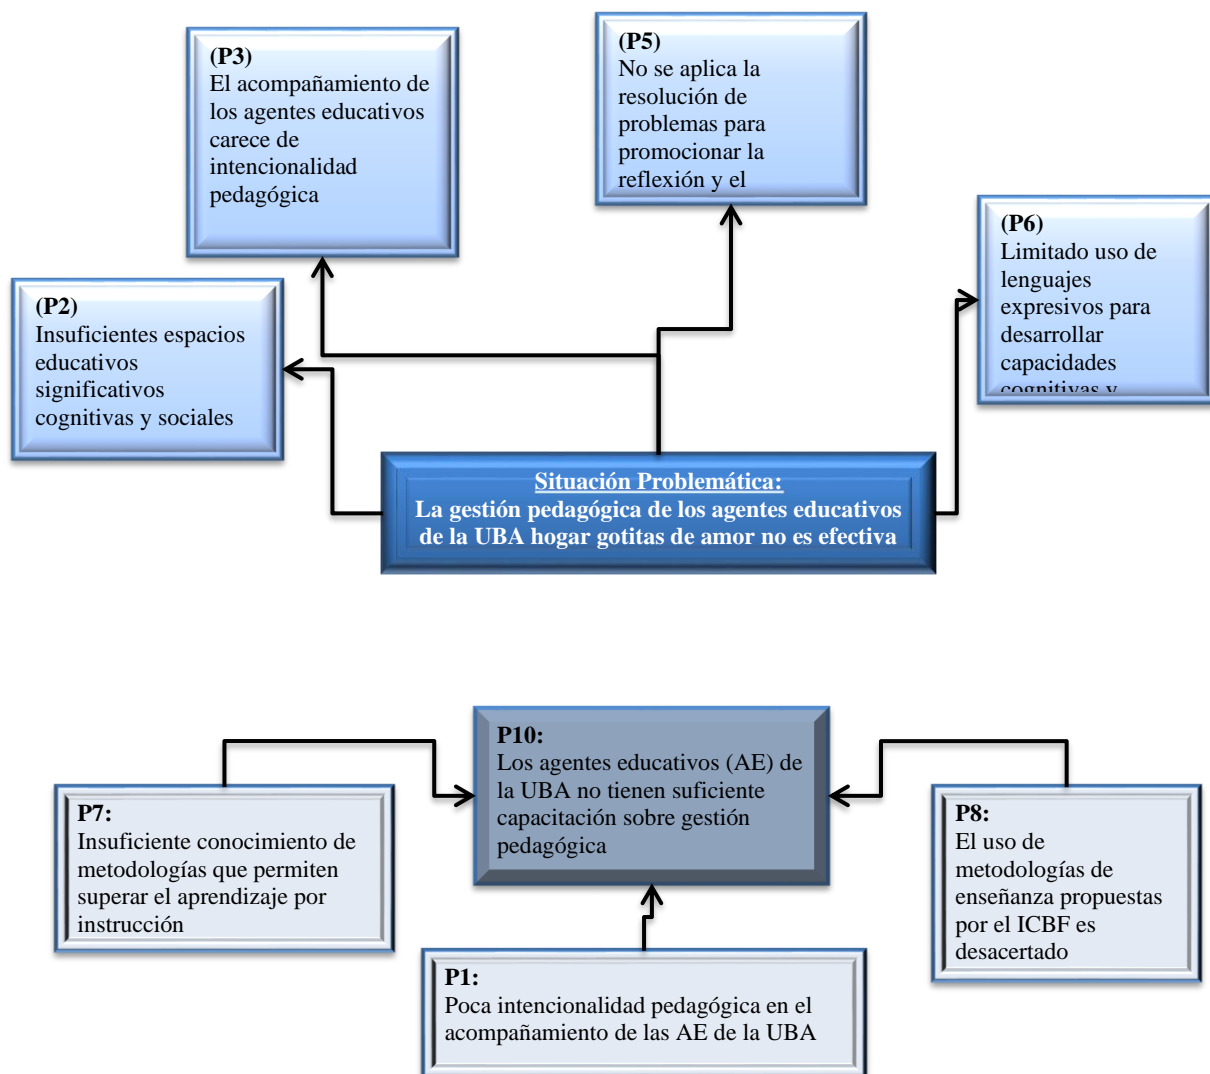 (P3)
El acompañamiento de
los agentes educativos
carece de
intencionalidad
pedagógica
(P5)
No se aplica la
resolución de
problemas para
promocionar la
reflexión y el
(P6)
Limitado uso de
lenguajes
expresivos para
desarrollar
capacidades
cognitivas y
(P2)
Insuficientes espacios
educativos
significativos
cognitivas y sociales
Situación Problemática:
La gestión pedagógica de los agentes educativos
de la UBA hogar gotitas de amor no es efectiva
P10:
Los agentes educativos (AE) de
la UBA no tienen suficiente
capacitación sobre gestión
pedagógica
P7:
Insuficiente conocimiento de
metodologías que permiten
superar el aprendizaje por
instrucción
P8:
El uso de
metodologías de
enseñanza propuestas
por el ICBF es
desacertado
P1:
Poca intencionalidad pedagógica en el
acompañamiento de las AE de la UBA